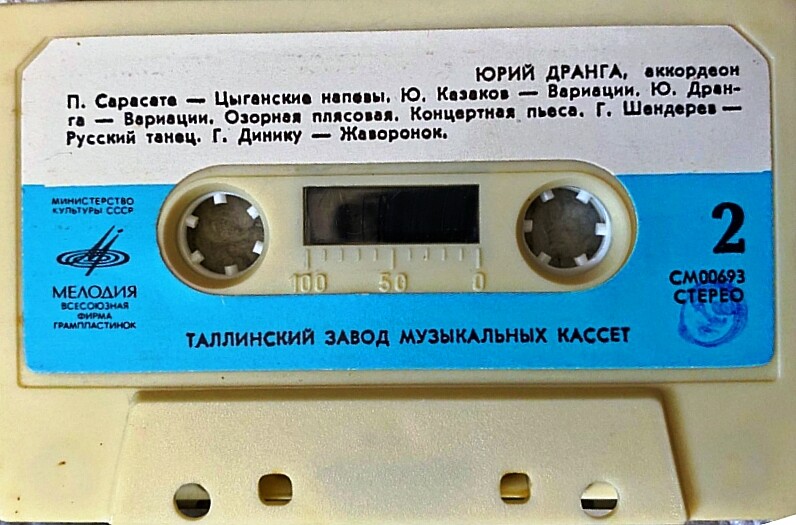 ЮРИЙ ДРАНГА, аккордеон
П. Сарасате — Цыганские напевы. Ю. Казаков — Вариации. Ю. Дран-
га — Вариации. Озорная плясовая. Концертная пьеса. Г. Шендерев —
Русский танец. Г. Динику — Жаворонок.
МИНИСТЕРСТВО
КУЛЬТУРЫ СССР
МЕЛОДИЯ
ВСЕСОЮЗНАЯ
ФИРМА
ГРАМПЛАСТИНОК
100 50 0
2
СМ00693
СТЕРЕО
ТАЛЛИНСКИЙ ЗАВОД МУЗЫКАЛЬНЫХ КАССЕТ